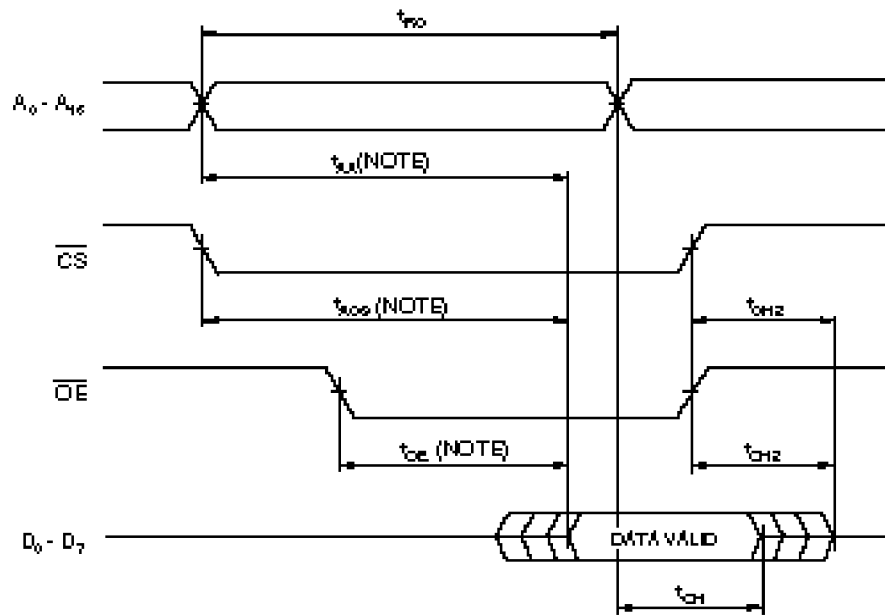 tRC
A0 - A16
tAA(NOTE)
CS
tACS (NOTE)
tCHZ
OE
tOE (NOTE)
tOHZ
D0 - D7
DATA VALID
tOH